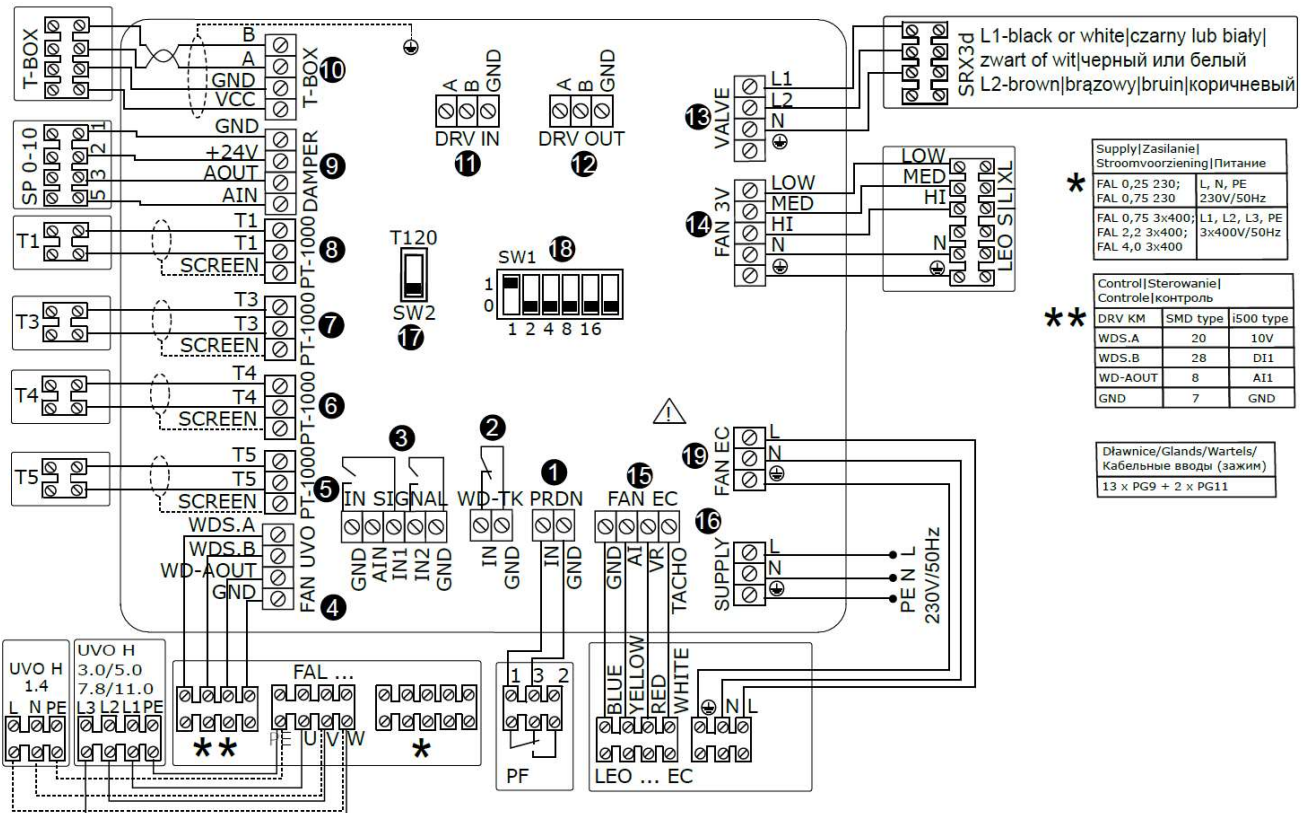 T-BOX
B
A
GND
VCC
T-BOX
10
SP 0-10
1
2
3
5
GND
+24V
AOUT
AIN
DAMPER
9
T1
T1
T1
SCREEN
PT-1000
8
T3
T3
T3
SCREEN
PT-1000
7
T4
T4
T4
SCREEN
PT-1000
6
T5
T5
T5
SCREEN
PT-1000
5
WDS.A
WDS.B
WD-AOUT
GND
FAN UVO
4
A
B
GND
DRV IN
11
A
B
GND
DRV OUT
12
T120
SW2
17
18
SW1
1
0
1 2 4 8 16
3
IN SIGNAL
GND
AIN
IN1
IN2
GND
2
WD-TK
IN
GND
1
PRDN
IN
GND
15
FAN EC
GND
AI
VR
TACHO
13
VALVE
L1
L2
N
14
FAN 3V
LOW
MED
HI
N
19
FAN EC
L
N
16
SUPPLY
L
N
PE N L
230V/50Hz
SRX3d
L1-black or white|czarny lub biały|
zwart of wit|черный или белый
L2-brown|brązowy|bruin|коричневый
LOW
MED
HI
N
LEO S|L|XL
*
Supply|Zasilanie|
Stroomvoorziening|Питание
FAL 0,25 230; L, N, PE
FAL 0,75 230 230V/50Hz
FAL 0,75 3x400; L1, L2, L3, PE
FAL 2,2 3x400; 3x400V/50Hz
FAL 4,0 3x400
**
Control|Sterowanie|
Controle|контроль
DRV KM SMD type i500 type
WDS.A 20 10V
WDS.B 28 DI1
WD-AOUT 8 AI1
GND 7 GND
Dławnice/Glands/Wartels/
Кабельные вводы (зажим)
13 x PG9 + 2 x PG11
UVO H
1.4
L N PE
UVO H
3.0/5.0
7.8/11.0
L3 L2 L1 PE
FAL ...
**
PE U V W
*
1 3 2
PF
BLUE
YELLOW
RED
WHITE
N L
LEO ... EC